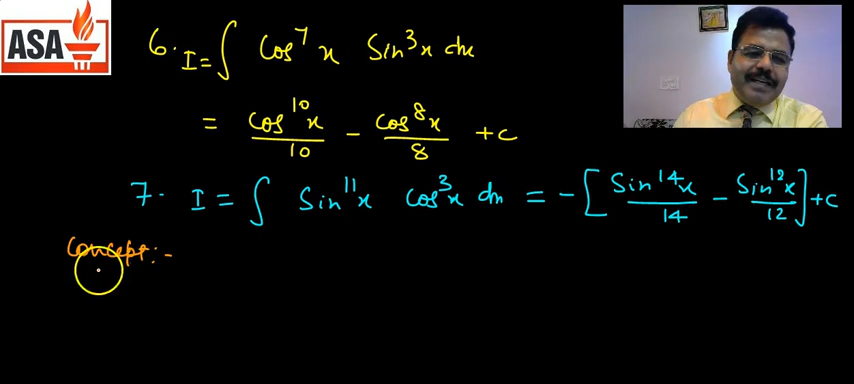 ASA
6. I = ∫ cos⁷x Sin³x dx
= cos¹⁰x/10 - cos⁸x/8 + c
7. I = ∫ Sin¹¹x cos³x dx = -[Sin¹⁴x/14 - Sin¹²x/12] + c
Concept:-